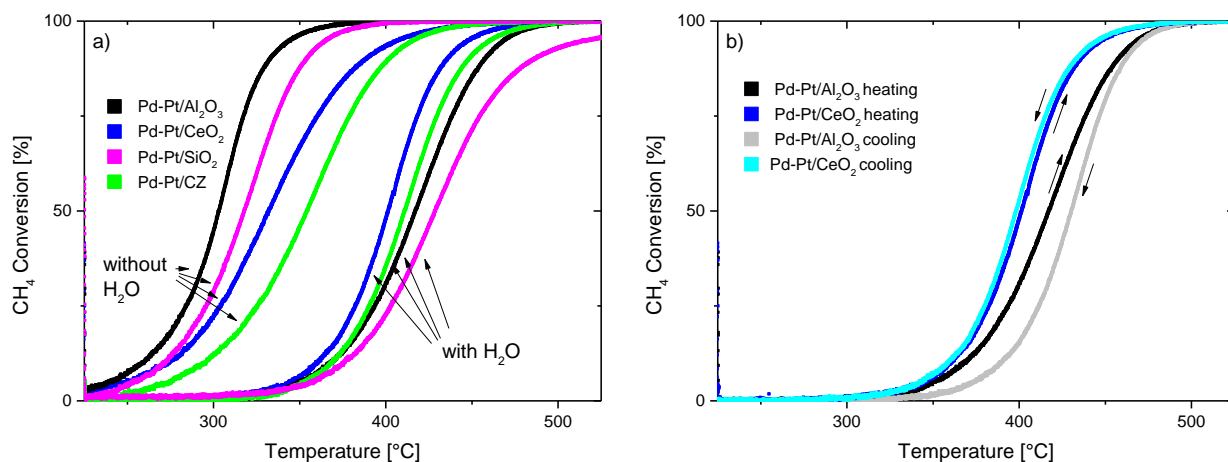 a)
Pd-Pt/Al₂O₃
Pd-Pt/CeO₂
Pd-Pt/SiO₂
Pd-Pt/CZ
without
H₂O
with H₂O
100
50
0
CH₄ Conversion [%]
300
400
500
Temperature [°C]
b)
Pd-Pt/Al₂O₃ heating
Pd-Pt/CeO₂ heating
Pd-Pt/Al₂O₃ cooling
Pd-Pt/CeO₂ cooling
100
50
0
CH₄ Conversion [%]
300
400
500
Temperature [°C]